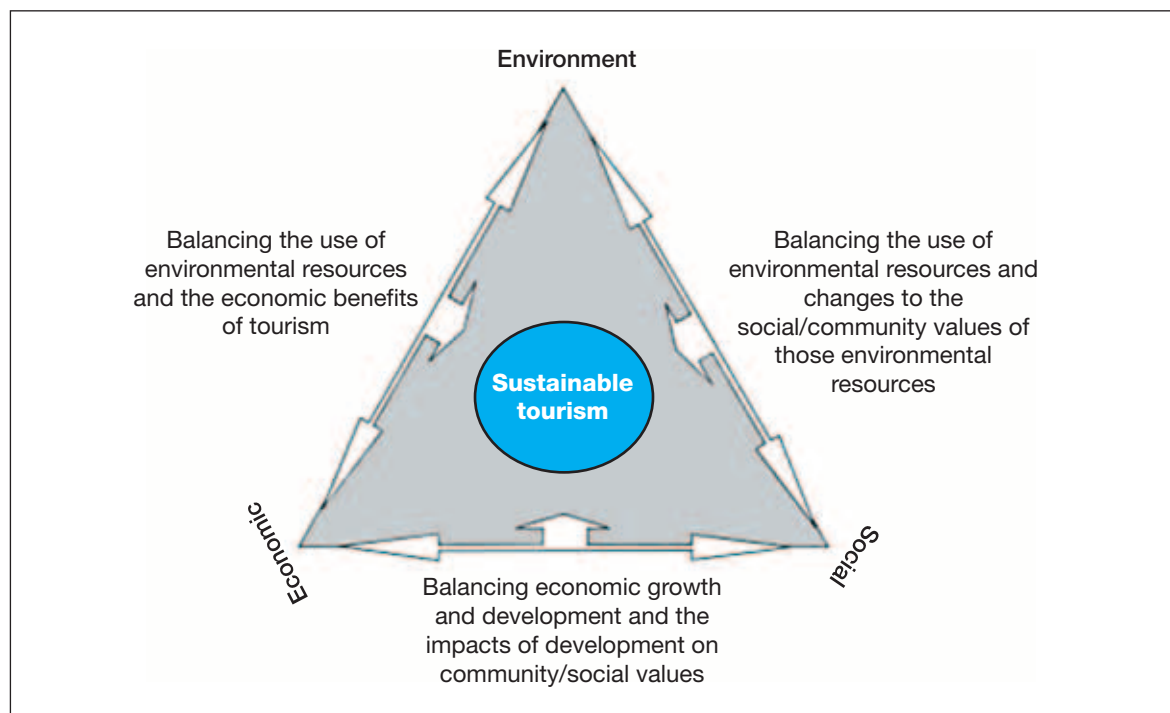 Environment
Balancing the use of
environmental resources
and the economic benefits
of tourism
Balancing the use of
environmental resources and
changes to the
social/community values of
those environmental
resources
Sustainable
tourism
Economic
Social
Balancing economic growth
and development and the
impacts of development on
community/social values